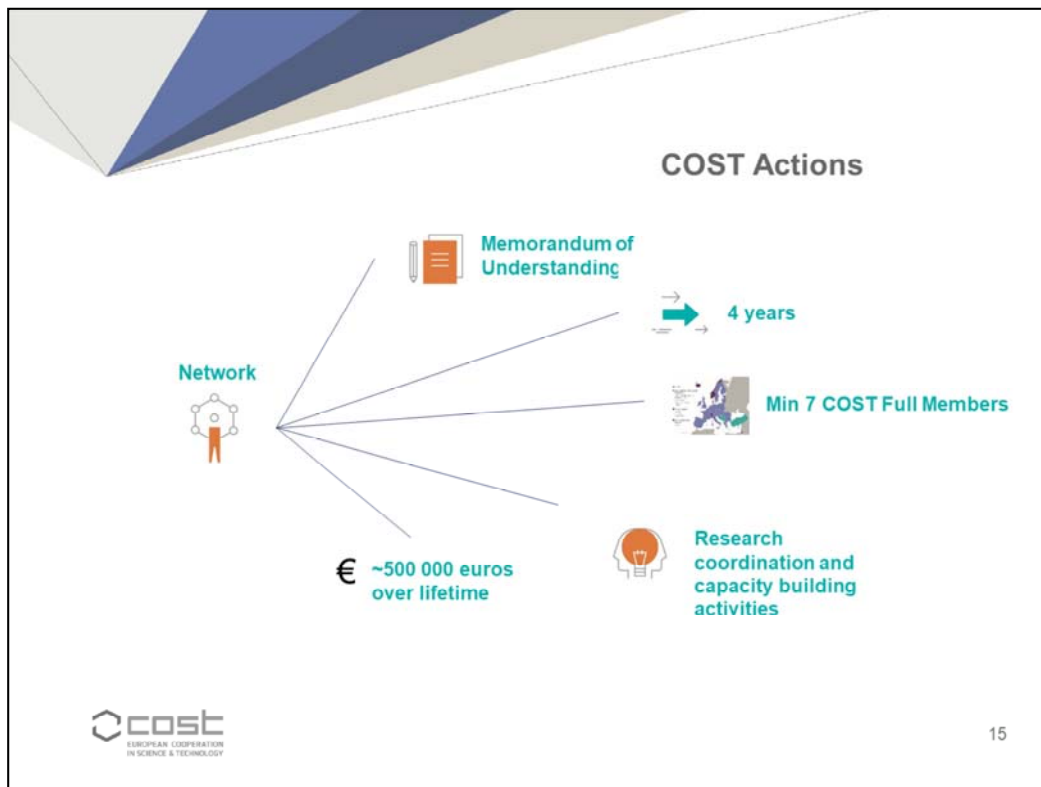 COST Actions
Memorandum of
Understanding
4 years
Network
Min 7 COST Full Members
Research
coordination and
capacity building
activities
€ ~500 000 euros
over lifetime
cost
EUROPEAN COOPERATION
IN SCIENCE & TECHNOLOGY
15